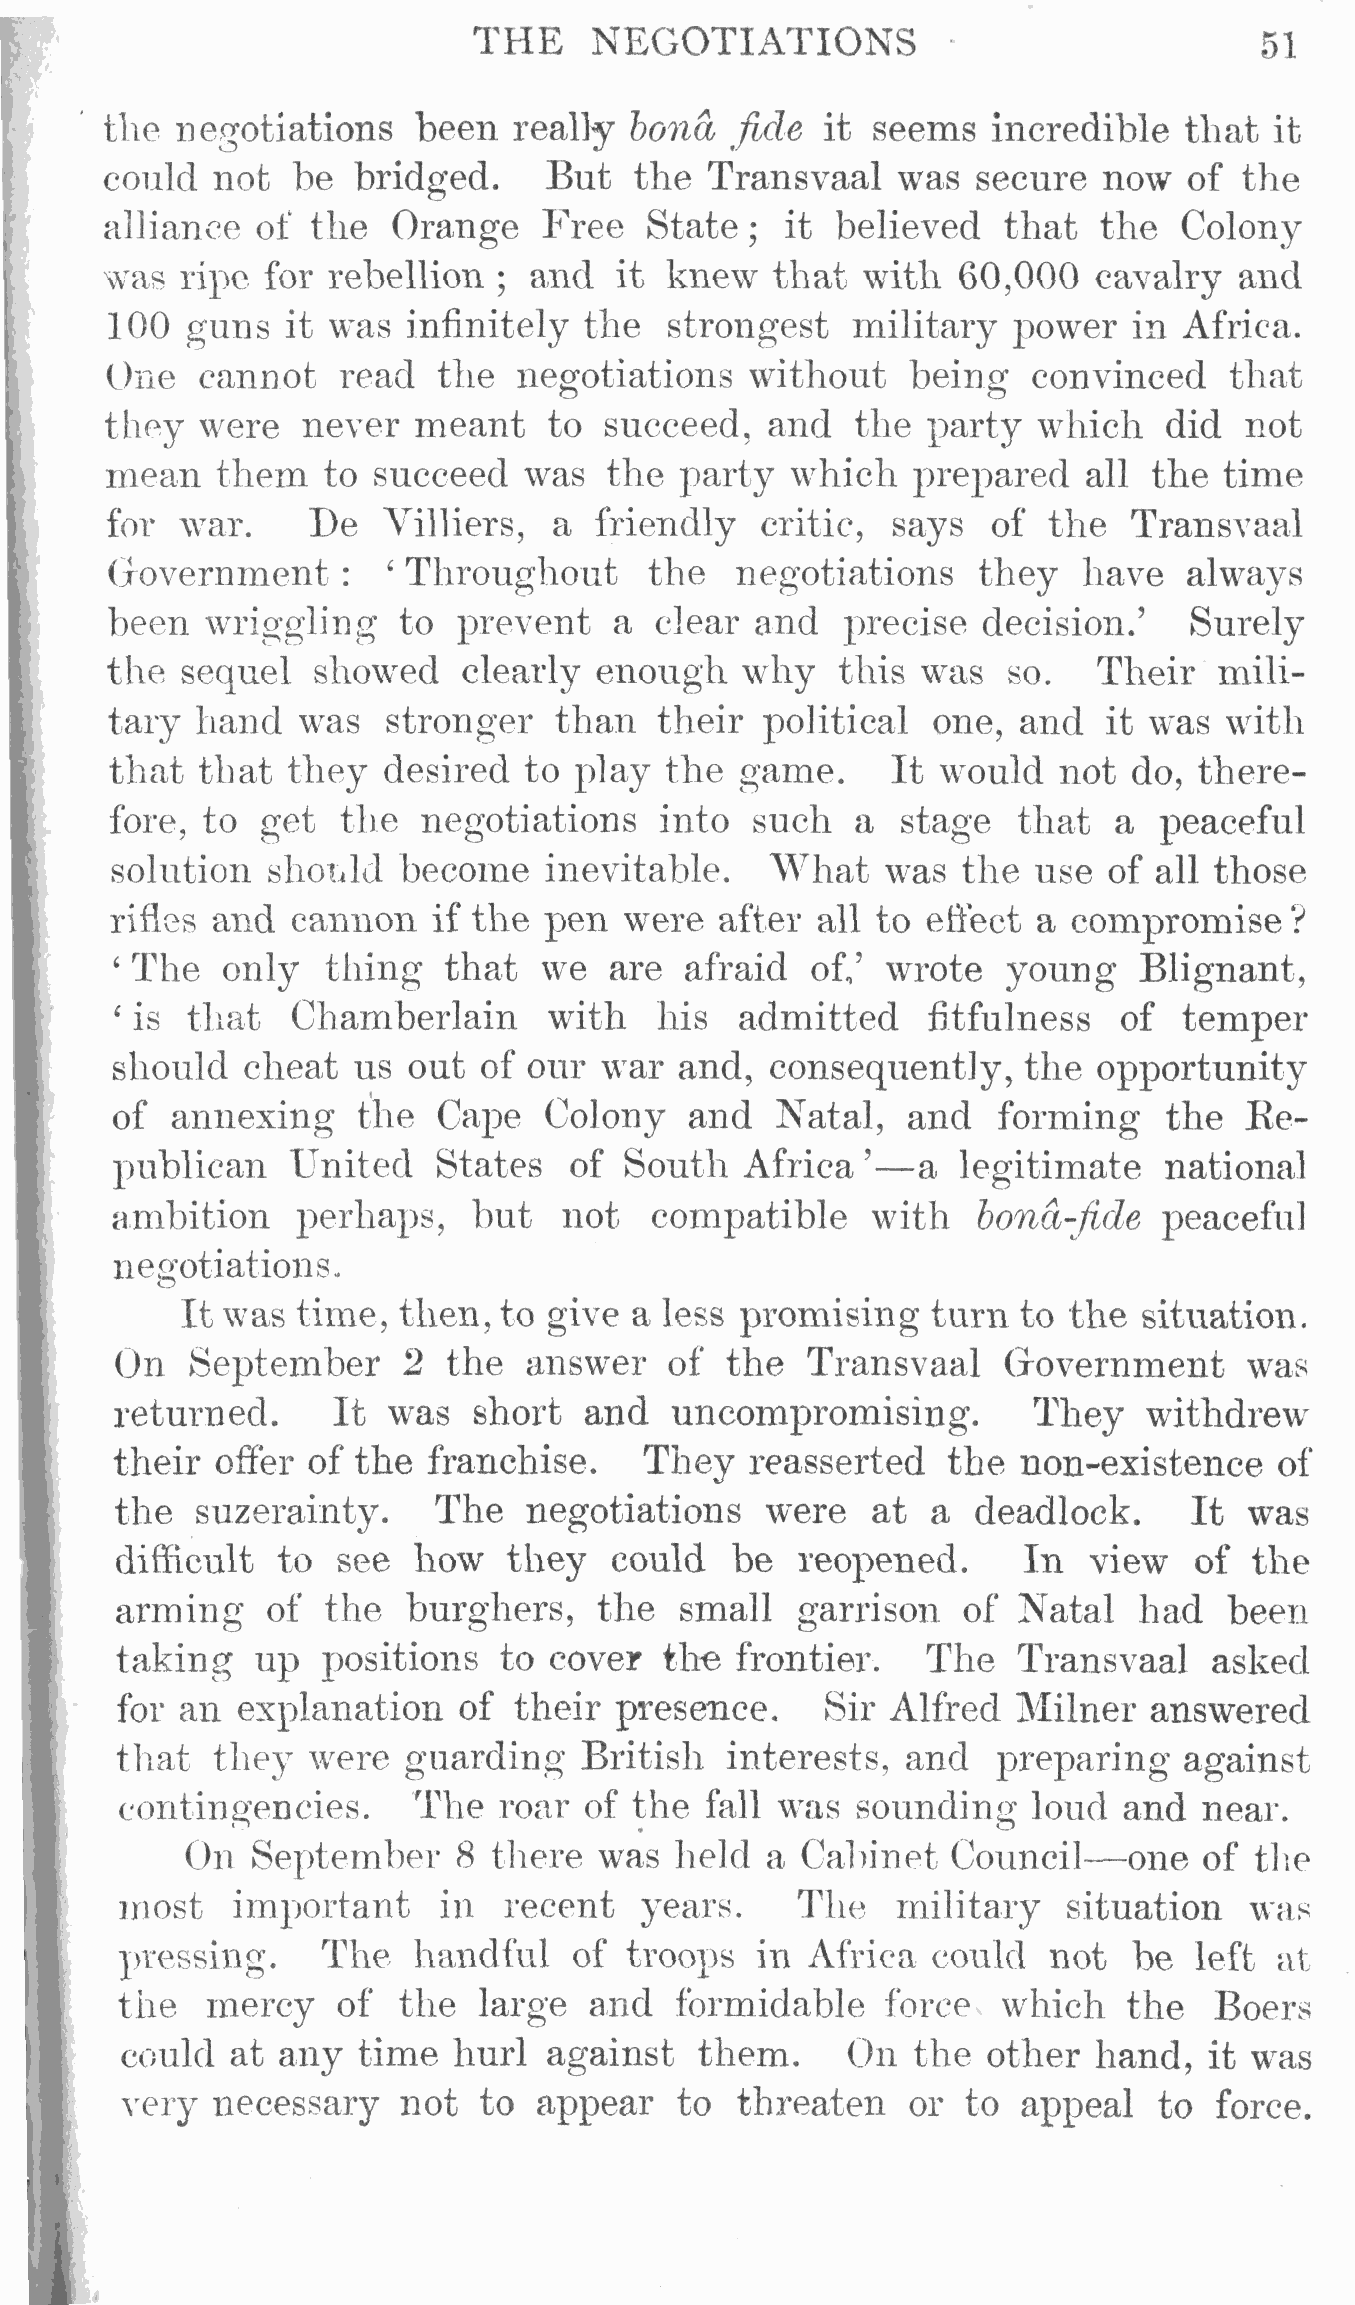 THE NEGOTIATIONS 51
the negotiations been really bonâ fide it seems incredible that it
could not be bridged. But the Transvaal was secure now of the
alliance of the Orange Free State; it believed that the Colony
was ripe for rebellion; and it knew that with 60,000 cavalry and
100 guns it was infinitely the strongest military power in Africa.
One cannot read the negotiations without being convinced that
they were never meant to succeed, and the party which did not
mean them to succeed was the party which prepared all the time
for war. De Villiers, a friendly critic, says of the Transvaal
Government: ‘Throughout the negotiations they have always
been wriggling to prevent a clear and precise decision.’ Surely
the sequel showed clearly enough why this was so. Their mili-
tary hand was stronger than their political one, and it was with
that that they desired to play the game. It would not do, there-
fore, to get the negotiations into such a stage that a peaceful
solution should become inevitable. What was the use of all those
rifles and cannon if the pen were after all to effect a compromise?
‘The only thing that we are afraid of,’ wrote young Blignant,
‘is that Chamberlain with his admitted fitfulness of temper
should cheat us out of our war and, consequently, the opportunity
of annexing the Cape Colony and Natal, and forming the Re-
publican United States of South Africa’—a legitimate national
ambition perhaps, but not compatible with bonâ-fide peaceful
negotiations.
It was time, then, to give a less promising turn to the situation.
On September 2 the answer of the Transvaal Government was
returned. It was short and uncompromising. They withdrew
their offer of the franchise. They reasserted the non-existence of
the suzerainty. The negotiations were at a deadlock. It was
difficult to see how they could be reopened. In view of the
arming of the burghers, the small garrison of Natal had been
taking up positions to cover the frontier. The Transvaal asked
for an explanation of their presence. Sir Alfred Milner answered
that they were guarding British interests, and preparing against
contingencies. The roar of the fall was sounding loud and near.
On September 8 there was held a Cabinet Council—one of the
most important in recent years. The military situation was
pressing. The handful of troops in Africa could not be left at
the mercy of the large and formidable force which the Boers
could at any time hurl against them. On the other hand, it was
very necessary not to appear to threaten or to appeal to force.